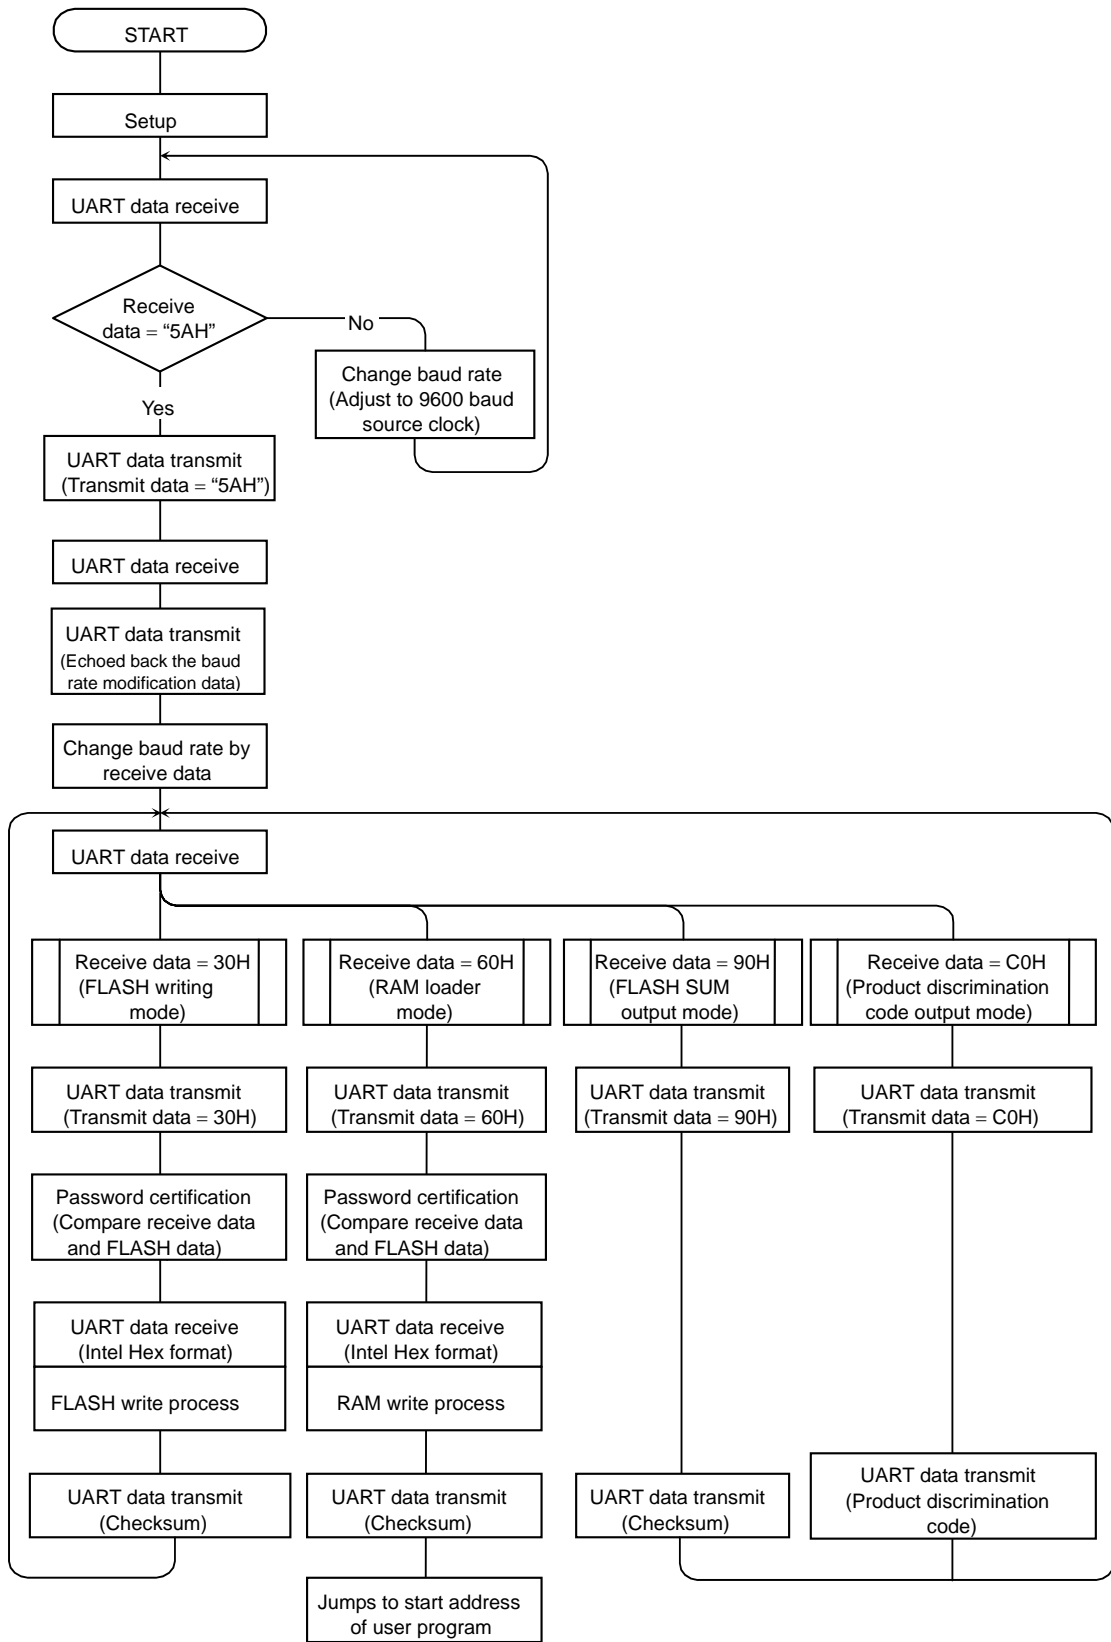 START
Setup
UART data receive
Receive
data = “5AH”
No
Change baud rate
(Adjust to 9600 baud
source clock)
Yes
UART data transmit
(Transmit data = “5AH”)
UART data receive
UART data transmit
(Echoed back the baud
rate modification data)
Change baud rate by
receive data
UART data receive
Receive data = 30H
(FLASH writing
mode)
Receive data = 60H
(RAM loader
mode)
Receive data = 90H
(FLASH SUM
output mode)
Receive data = C0H
(Product discrimination
code output mode)
UART data transmit
(Transmit data = 30H)
UART data transmit
(Transmit data = 60H)
UART data transmit
(Transmit data = 90H)
UART data transmit
(Transmit data = C0H)
Password certification
(Compare receive data
and FLASH data)
Password certification
(Compare receive data
and FLASH data)
UART data receive
(Intel Hex format)
FLASH write process
UART data receive
(Intel Hex format)
RAM write process
UART data transmit
(Checksum)
UART data transmit
(Checksum)
UART data transmit
(Checksum)
UART data transmit
(Product discrimination
code)
Jumps to start address
of user program